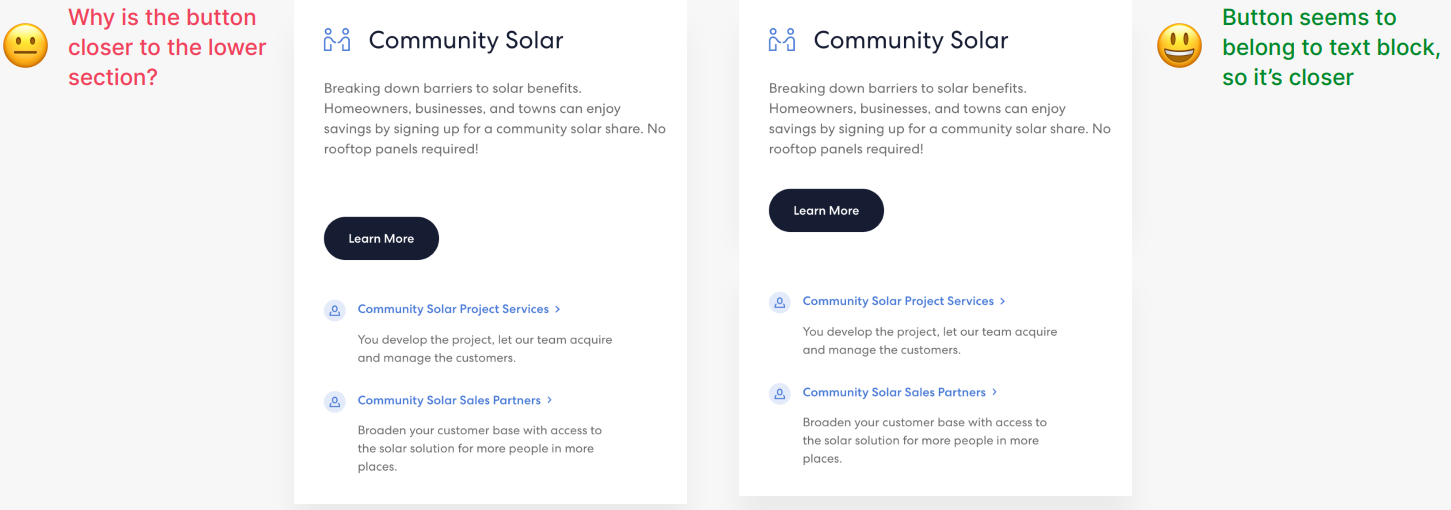 Why is the button
closer to the lower
section?
Community Solar
Breaking down barriers to solar benefits.
Homeowners, businesses, and towns can enjoy
savings by signing up for a community solar share. No
rooftop panels required!
Learn More
Community Solar Project Services >
You develop the project, let our team acquire
and manage the customers.
Community Solar Sales Partners >
Broaden your customer base with access to
the solar solution for more people in more
places.
Community Solar
Breaking down barriers to solar benefits.
Homeowners, businesses, and towns can enjoy
savings by signing up for a community solar share. No
rooftop panels required!
Learn More
Community Solar Project Services >
You develop the project, let our team acquire
and manage the customers.
Community Solar Sales Partners >
Broaden your customer base with access to
the solar solution for more people in more
places.
Button seems to
belong to text block,
so it’s closer